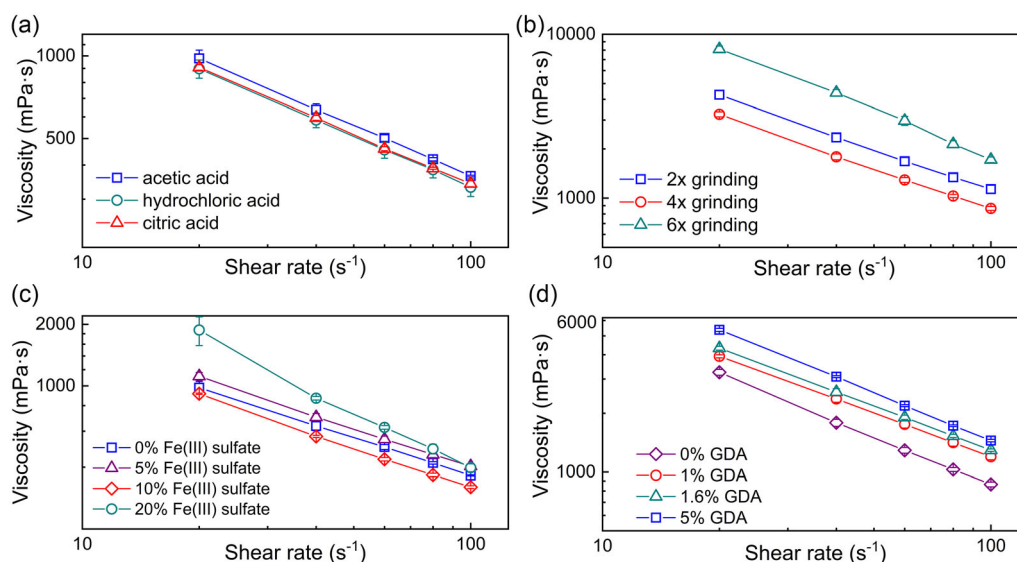 (a)
Viscosity (mPa·s)
1000
500
acetic acid
hydrochloric acid
citric acid
10
100
Shear rate (s⁻¹)
(b)
Viscosity (mPa·s)
10000
1000
2x grinding
4x grinding
6x grinding
10
100
Shear rate (s⁻¹)
(c)
Viscosity (mPa·s)
2000
1000
0% Fe(III) sulfate
5% Fe(III) sulfate
10% Fe(III) sulfate
20% Fe(III) sulfate
10
100
Shear rate (s⁻¹)
(d)
Viscosity (mPa·s)
6000
1000
0% GDA
1% GDA
1.6% GDA
5% GDA
10
100
Shear rate (s⁻¹)